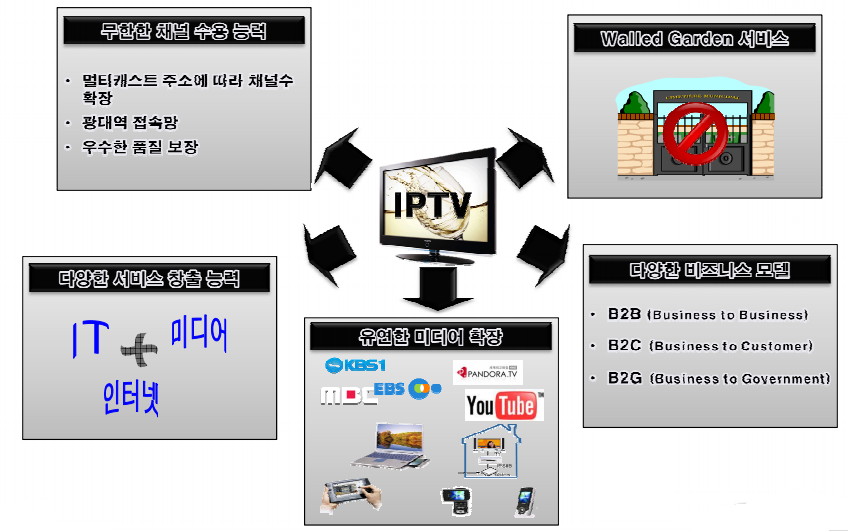 무한한 채널 수용 능력
• 멀티캐스트 주소에 따라 채널수
확장
• 광대역 접속망
• 우수한 품질 보장
Walled Garden 서비스
IPTV
다양한 서비스 창출 능력
IT
미디어
인터넷
유연한 미디어 확장
KBS1
PANDORA.TV
MBC
EBS
YouTube
TM
다양한 비즈니스 모델
• B2B (Business to Business)
• B2C (Business to Customer)
• B2G (Business to Government)